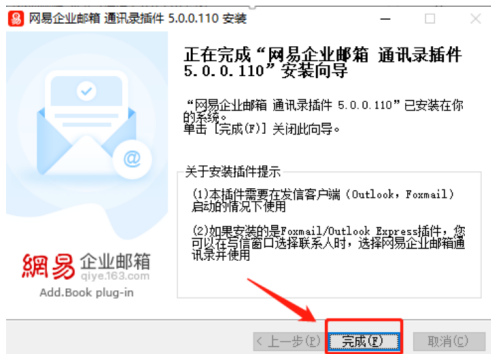 网易企业邮箱 通讯录插件 5.0.0.110 安装
正在完成“网易企业邮箱 通讯录插件
5.0.0.110”安装向导
“网易企业邮箱 通讯录插件 5.0.0.110”已安装在你
的系统。
单击 [完成(F)] 关闭此向导。
关于安装插件提示
(1)本插件需要在发信客户端（Outlook，Foxmail）
启动的情况下使用
(2)如果安装的是Foxmail/Outlook Express插件，您
可以在写信窗口选择联系人时，选择网易企业邮箱通
讯录并使用
@
網易 企业邮箱
qiye.163.com
Add.Book plug-in
< 上一步(P)
完成(F)
取消(C)